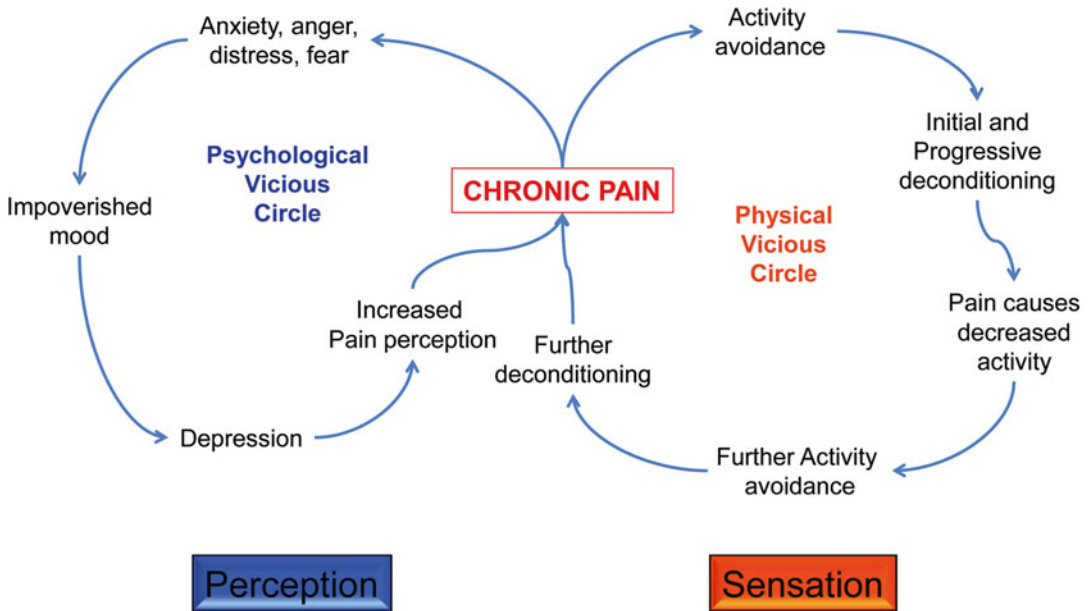 Anxiety, anger,
distress, fear
Activity
avoidance
Psychological
Vicious
Circle
Initial and
Progressive
deconditioning
CHRONIC PAIN
Impoverished
mood
Physical
Vicious
Circle
Increased
Pain perception
Further
deconditioning
Pain causes
decreased
activity
Depression
Further Activity
avoidance
Perception
Sensation